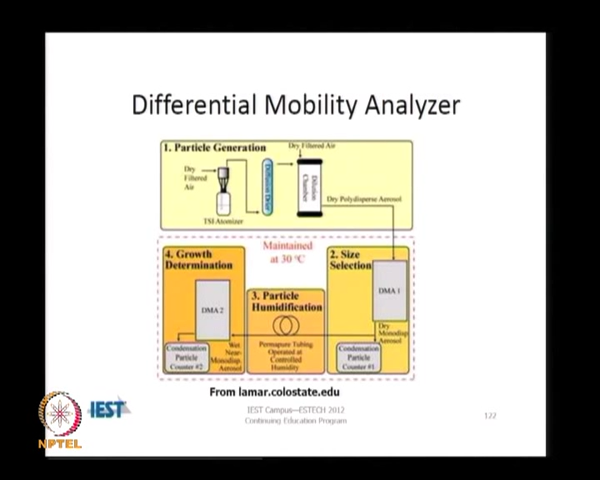 Differential Mobility Analyzer
1. Particle Generation
Dry Filtered Air
Dry
Filtered
Air
Diffusion Drier
Dilution
Chamber
TSI Atomizer
Dry Polydisperse Aerosol
Maintained
at 30 °C
4. Growth
Determination
2. Size
Selection
DMA 2
DMA 1
3. Particle
Humidification
Dry
Monodisp.
Aerosol
Condensation
Particle
Counter #2
Wet
Near-
Monodisp.
Aerosol
Permapure Tubing
Operated at
Controlled
Humidity
Condensation
Particle
Counter #1
From lamar.colostate.edu
IEST
IEST Campus—ESTECH 2012
Continuing Education Program
122
NPTEL